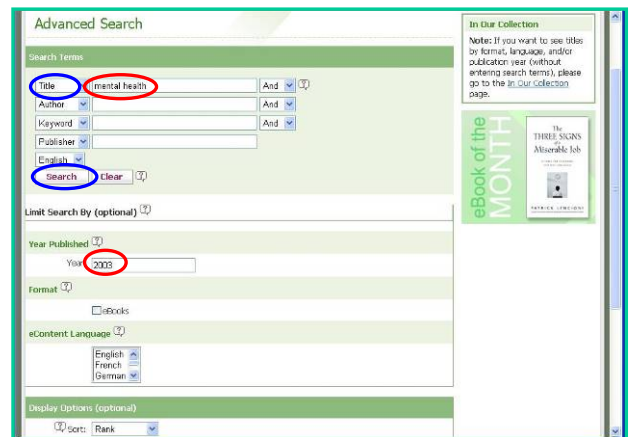 Advanced Search
Search Terms
Title mental health And
Author And
Keyword And
Publisher
English
Search Clear
Limit Search By (optional)
Year Published
Year 2003
Format
eBooks
eContent Language
English
French
German
Display Options (optional)
Sort: Rank
In Our Collection
Note: If you want to see titles
by format, language, and/or
publication year (without
entering search terms), please
go to the In Our Collection
page.
eBook of the
MONTH
The
THREE SIGNS
of a
Miserable Job
PATRICK LENCIONI